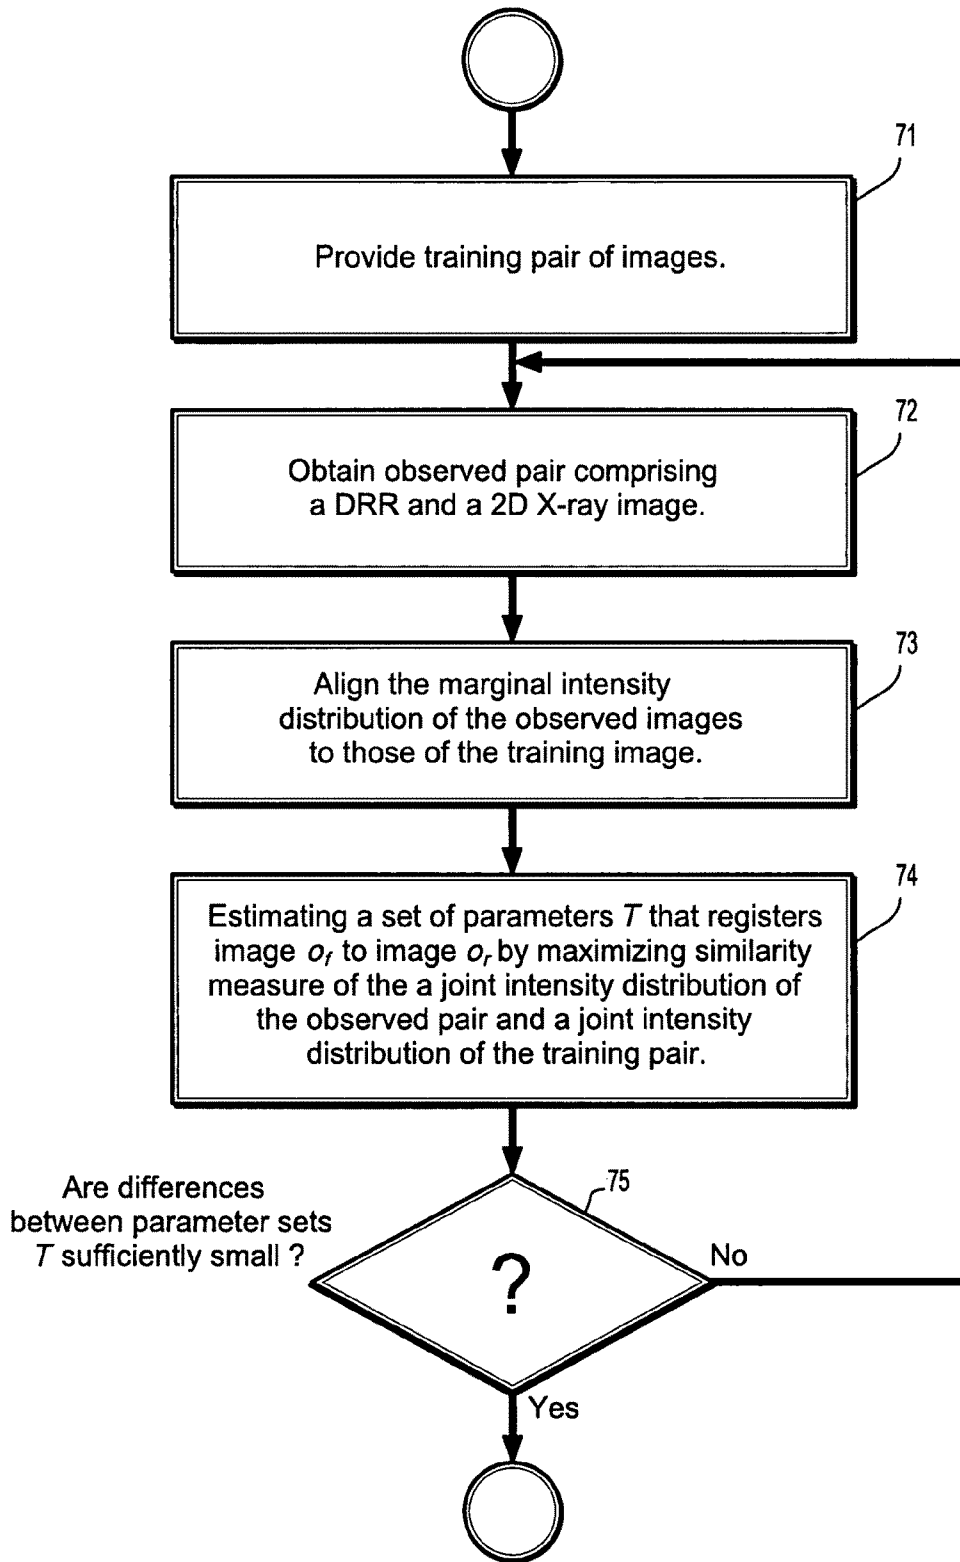 71
Provide training pair of images.
72
Obtain observed pair comprising
a DRR and a 2D X-ray image.
73
Align the marginal intensity
distribution of the observed images
to those of the training image.
74
Estimating a set of parameters T that registers
image of to image or by maximizing similarity
measure of the a joint intensity distribution of
the observed pair and a joint intensity
distribution of the training pair.
Are differences
between parameter sets
T sufficiently small ?
75
?
No
Yes